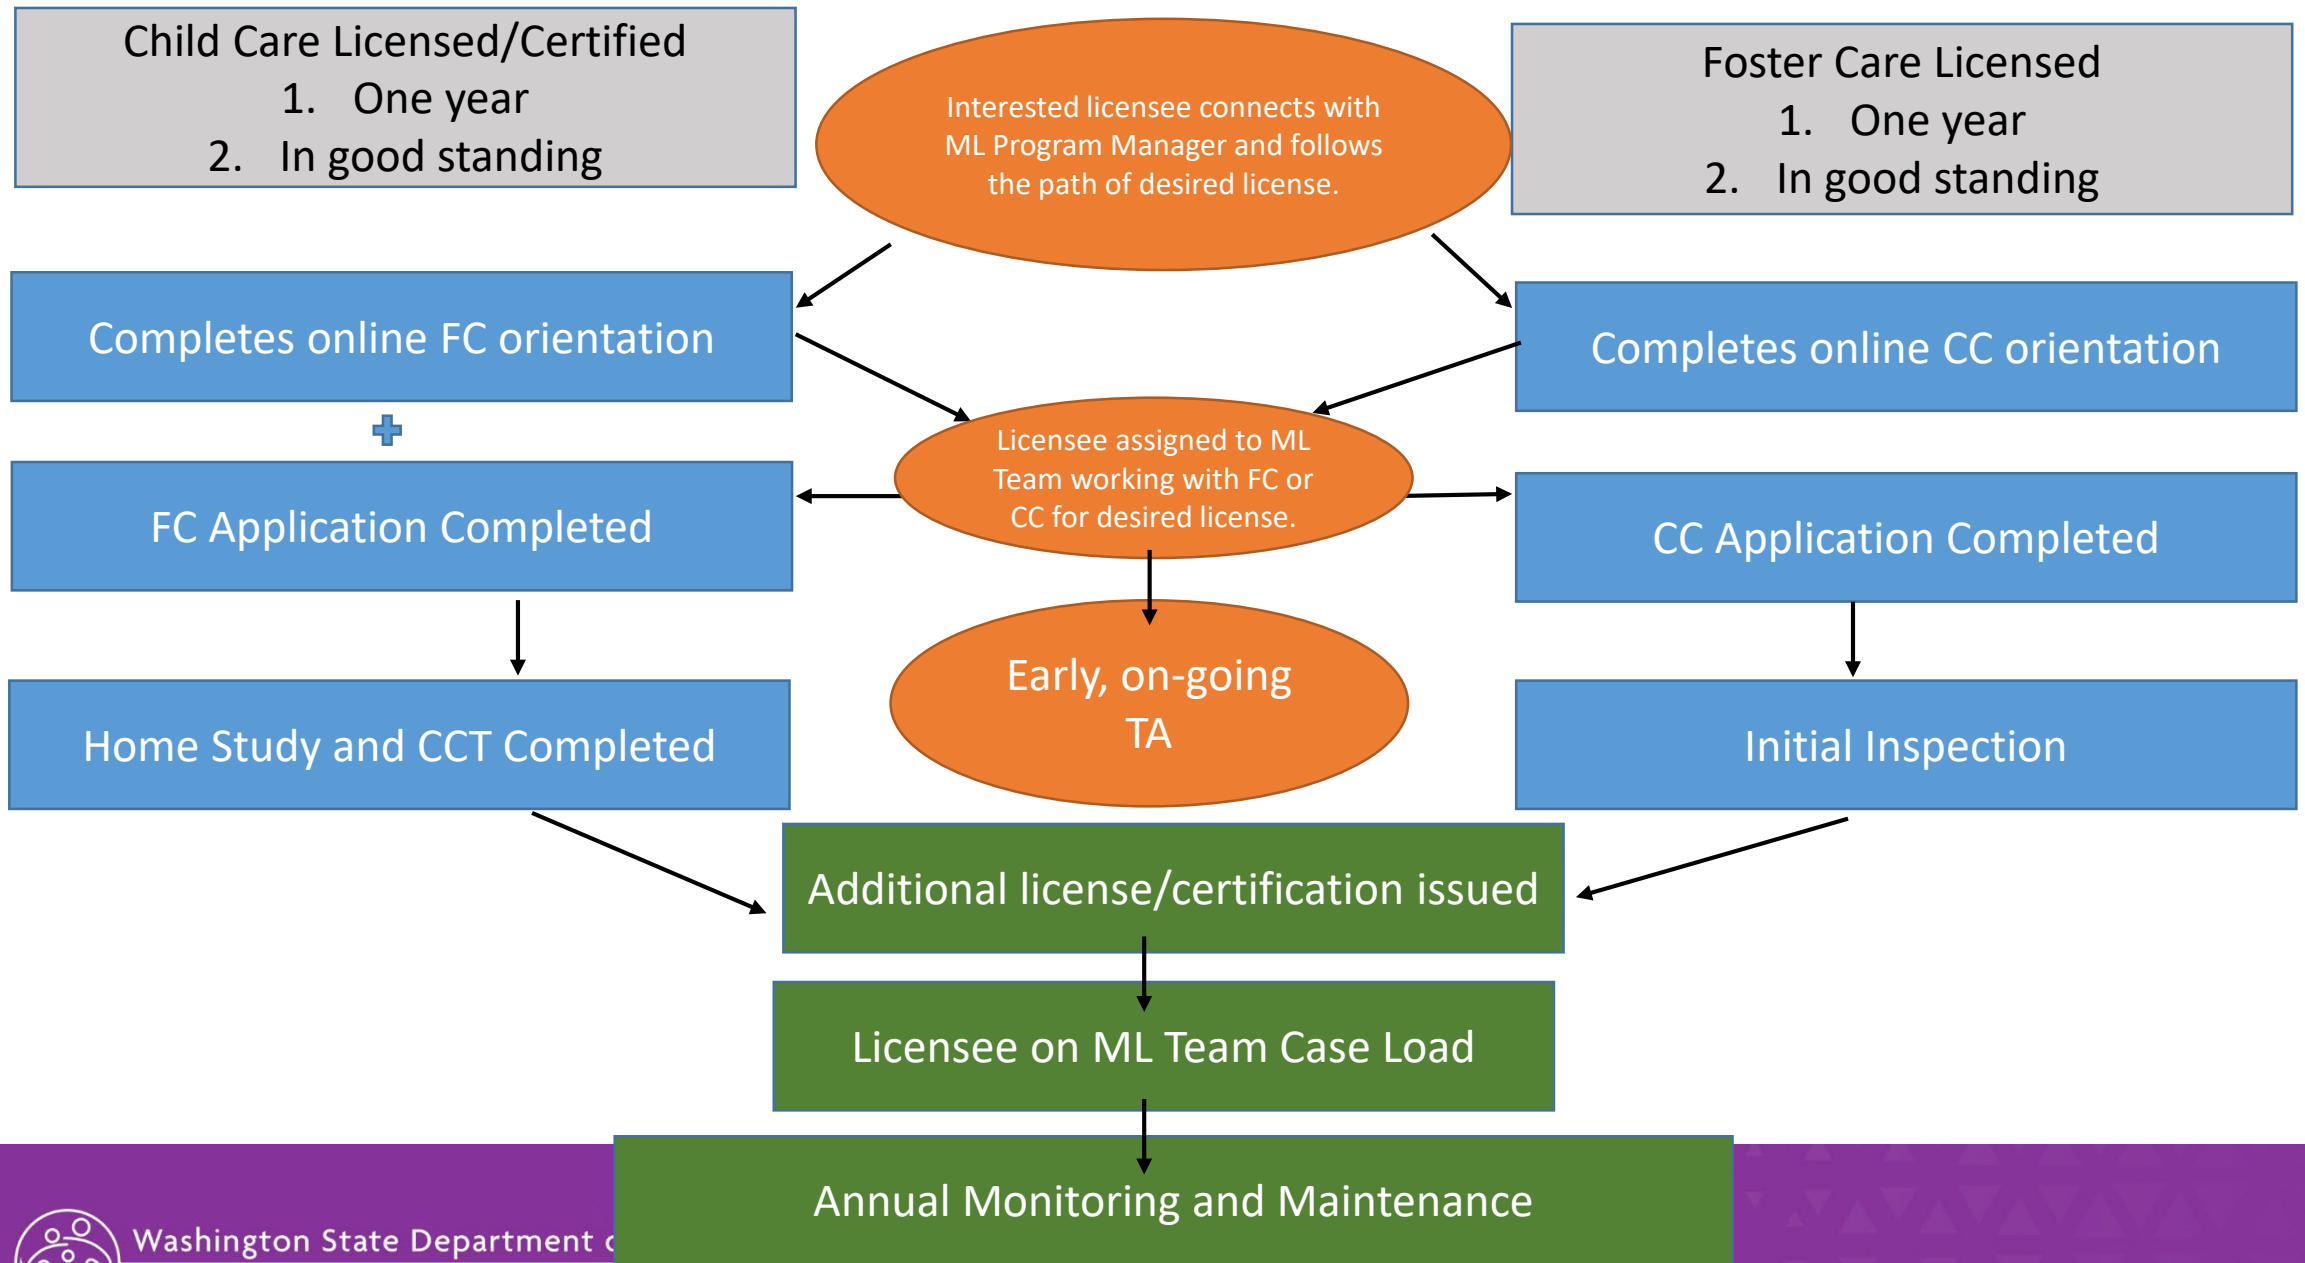 Child Care Licensed/Certified
1. One year
2. In good standing
Interested licensee connects with
ML Program Manager and follows
the path of desired license.
Foster Care Licensed
1. One year
2. In good standing
Completes online FC orientation
Completes online CC orientation
Licensee assigned to ML
Team working with FC or
CC for desired license.
FC Application Completed
CC Application Completed
Early, on-going
TA
Home Study and CCT Completed
Initial Inspection
Additional license/certification issued
Licensee on ML Team Case Load
Annual Monitoring and Maintenance
Washington State Department